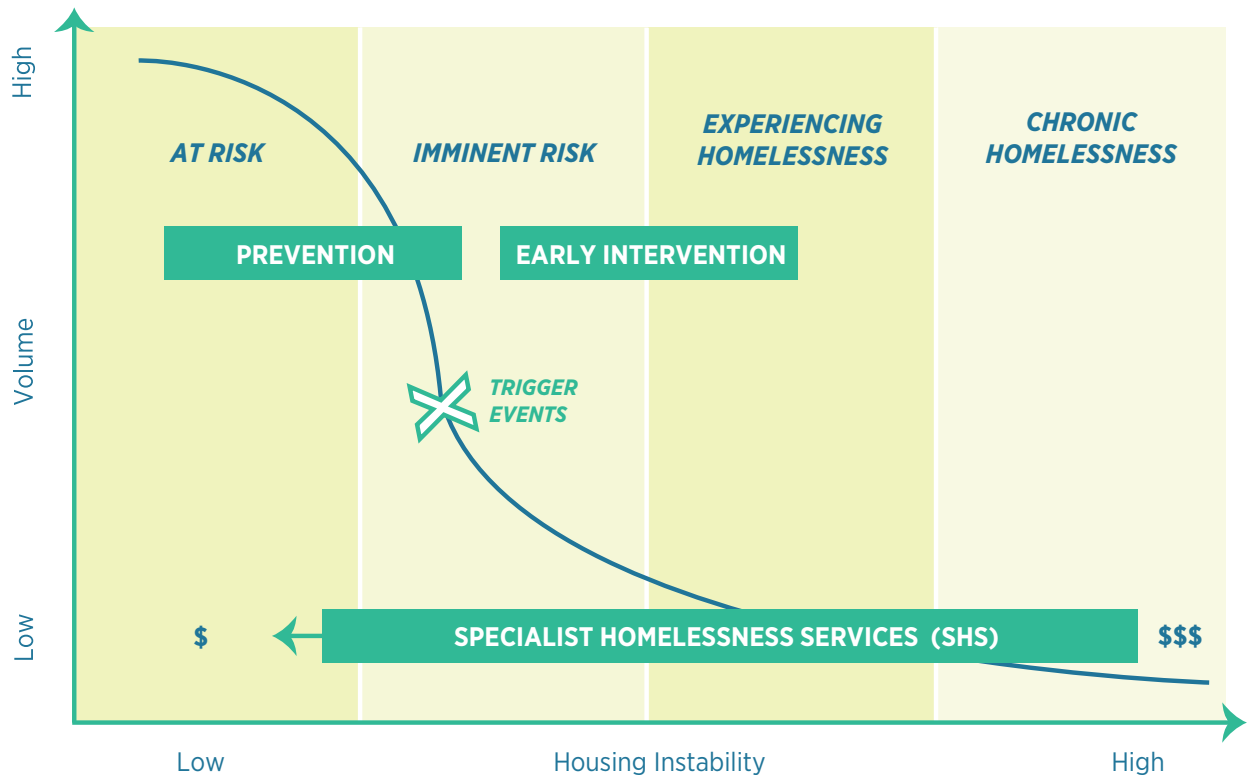 High
Volume
Low
AT RISK
IMMINENT RISK
EXPERIENCING
HOMELESSNESS
CHRONIC
HOMELESSNESS
PREVENTION
EARLY INTERVENTION
TRIGGER
EVENTS
$
SPECIALIST HOMELESSNESS SERVICES (SHS)
$$$
Low
Housing Instability
High